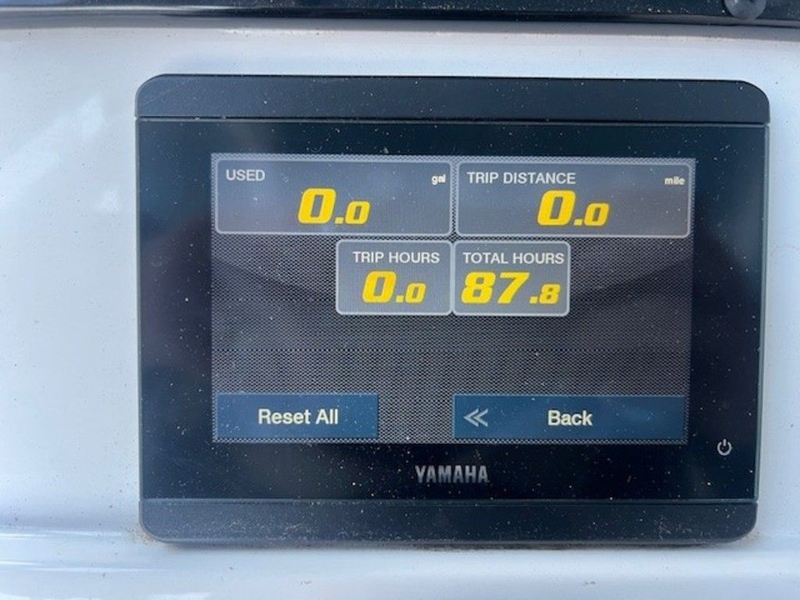 USED gal TRIP DISTANCE mile
0.0 0.0
TRIP HOURS TOTAL HOURS
0.0 87.8
Reset All Back
YAMAHA